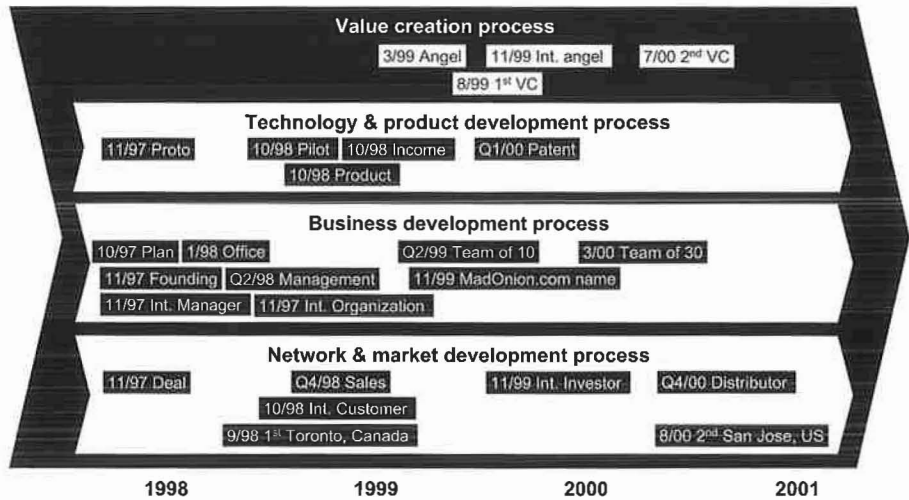 Value creation process
3/99 Angel 11/99 Int. angel 7/00 2nd VC
8/99 1st VC
Technology & product development process
11/97 Proto 10/98 Pilot 10/98 Income Q1/00 Patent
10/98 Product
Business development process
10/97 Plan 1/98 Office Q2/99 Team of 10 3/00 Team of 30
11/97 Founding Q2/98 Management 11/99 MadOnion.com name
11/97 Int. Manager 11/97 Int. Organization
Network & market development process
11/97 Deal Q4/98 Sales 11/99 Int. Investor Q4/00 Distributor
10/98 Int. Customer
9/98 1st Toronto, Canada 8/00 2nd San Jose, US
1998 1999 2000 2001